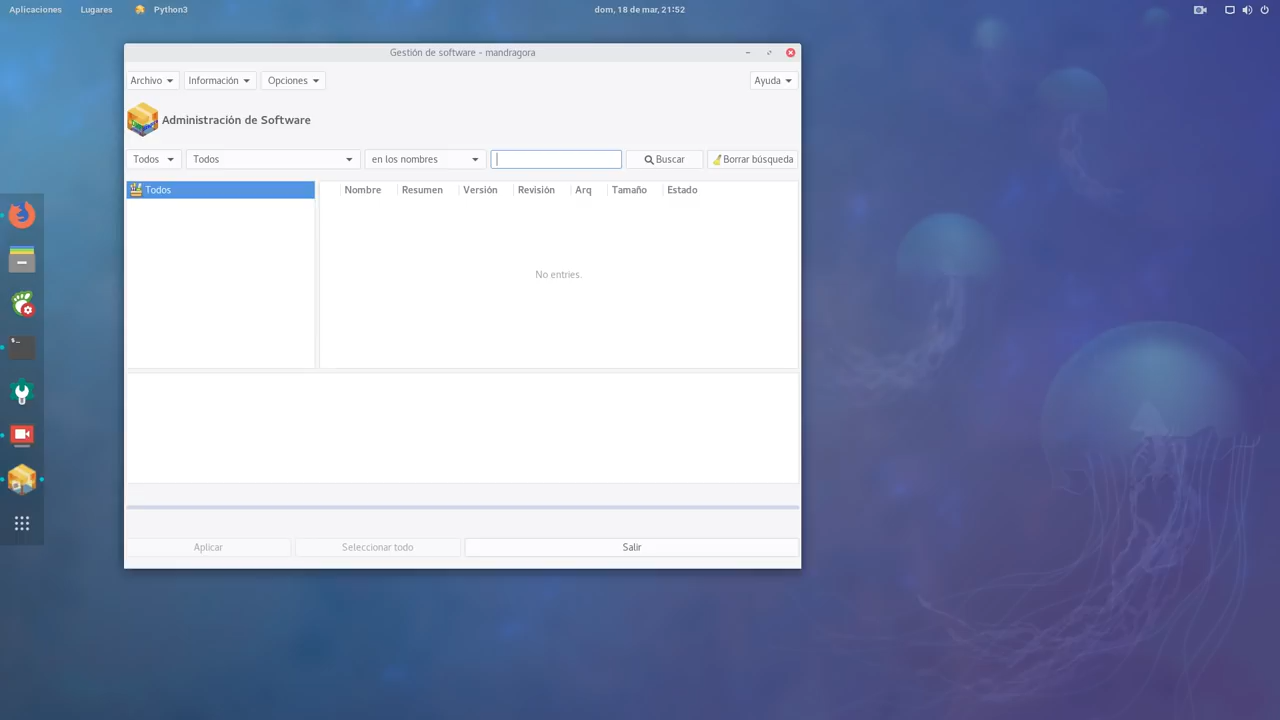 Aplicaciones Lugares Python3 dom, 18 de mar, 21:52
Gestión de software - mandragora
Archivo Información Opciones Ayuda
Administración de Software
Todos Todos en los nombres Buscar Borrar búsqueda
Todos Nombre Resumen Versión Revisión Arq Tamaño Estado
No entries.
Aplicar Seleccionar todo Salir